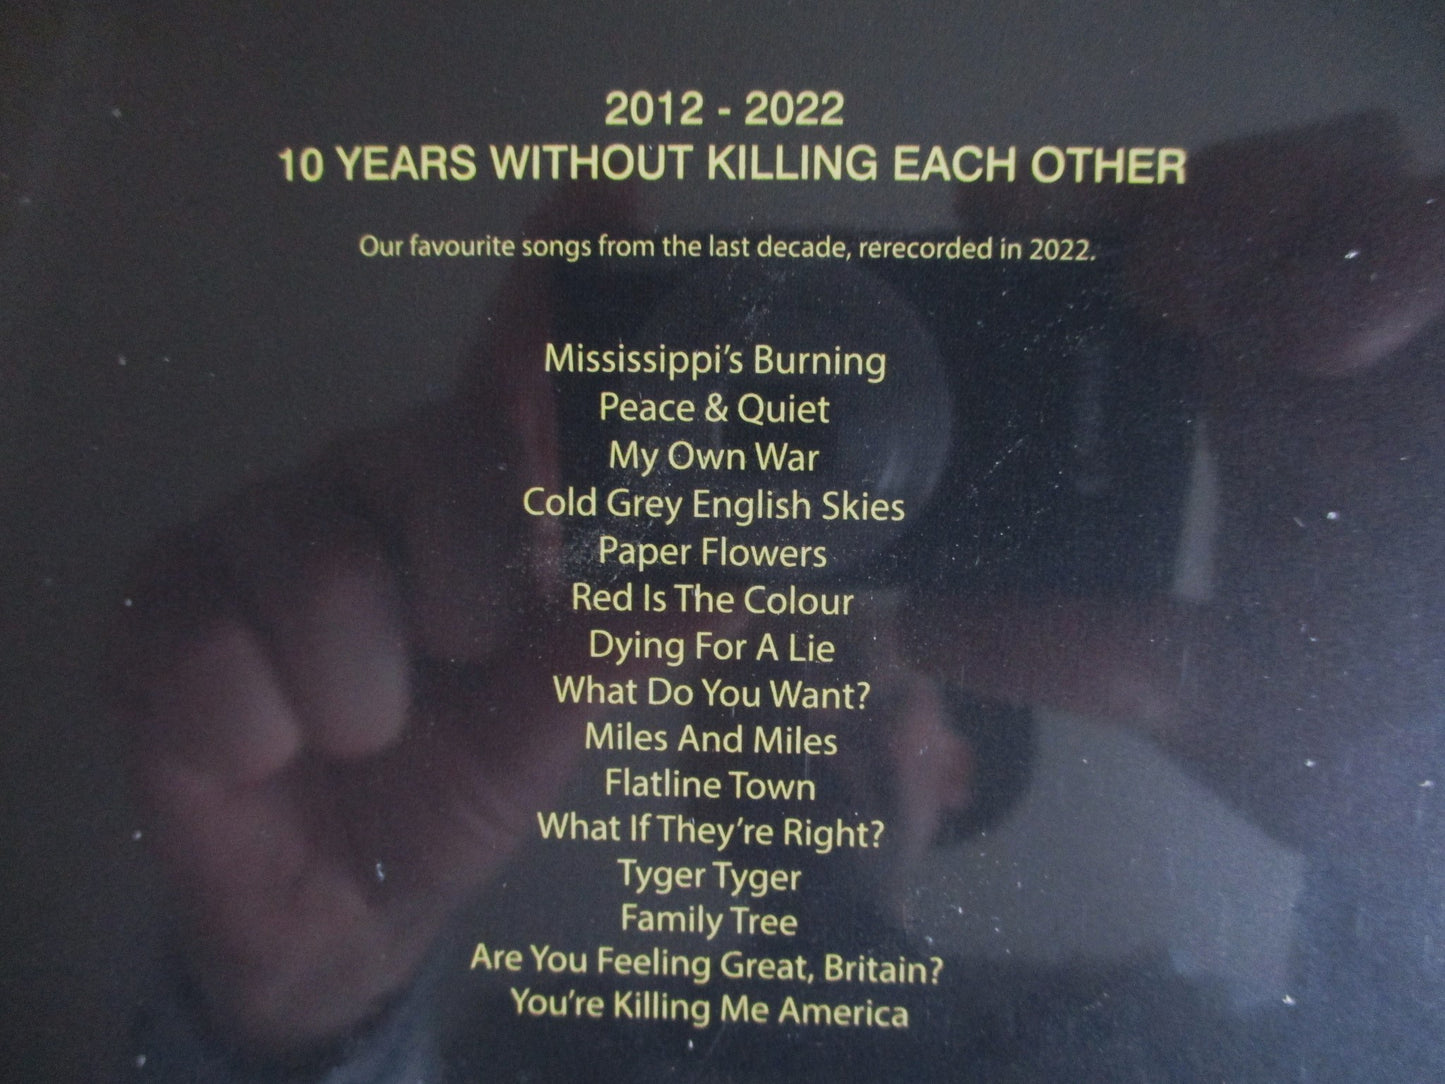 2012 - 2022
10 YEARS WITHOUT KILLING EACH OTHER
Our favourite songs from the last decade, rerecorded in 2022.
Mississippi's Burning
Peace & Quiet
My Own War
Cold Grey English Skies
Paper Flowers
Red Is The Colour
Dying For A Lie
What Do You Want?
Miles And Miles
Flatline Town
What If They're Right?
Tyger Tyger
Family Tree
Are You Feeling Great, Britain?
You're Killing Me America